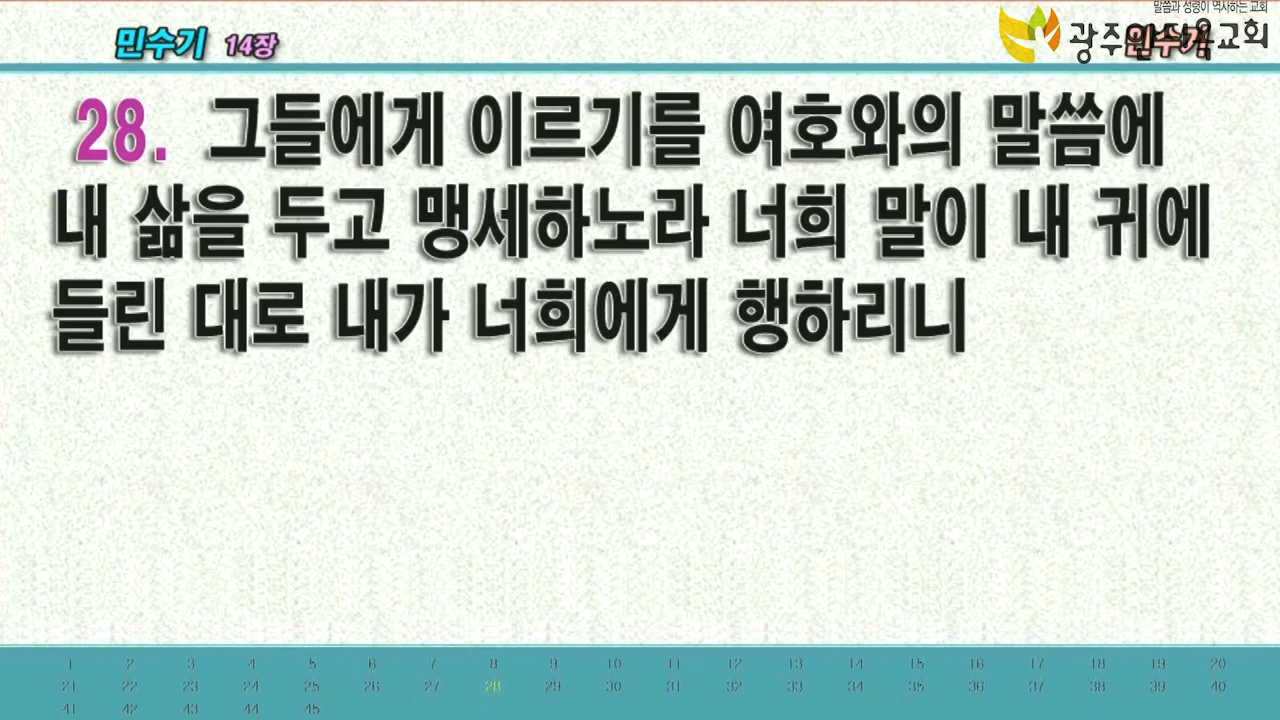 말씀과 성령이 역사하는 교회
민수기 14장
28. 그들에게 이르기를 여호와의 말씀에
내 삶을 두고 맹세하노라 너희 말이 내 귀에
들린 대로 내가 너희에게 행하리니
1 2 3 4 5 6 7 8 9 10 11 12 13 14 15 16 17 18 19 20
21 22 23 24 25 26 27 28 29 30 31 32 33 34 35 36 37 38 39 40
41 42 43 44 45